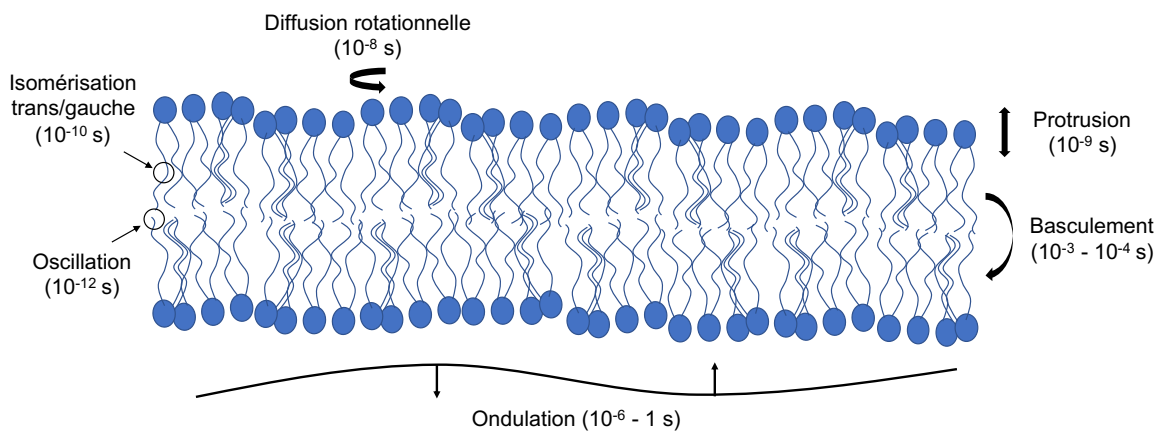 Diffusion rotationnelle
(10⁻⁸ s)
Isomérisation
trans/gauche
(10⁻¹⁰ s)
Oscillation
(10⁻¹² s)
Protrusion
(10⁻⁹ s)
Basculement
(10⁻³ - 10⁻⁴ s)
Ondulation (10⁻⁶ - 1 s)